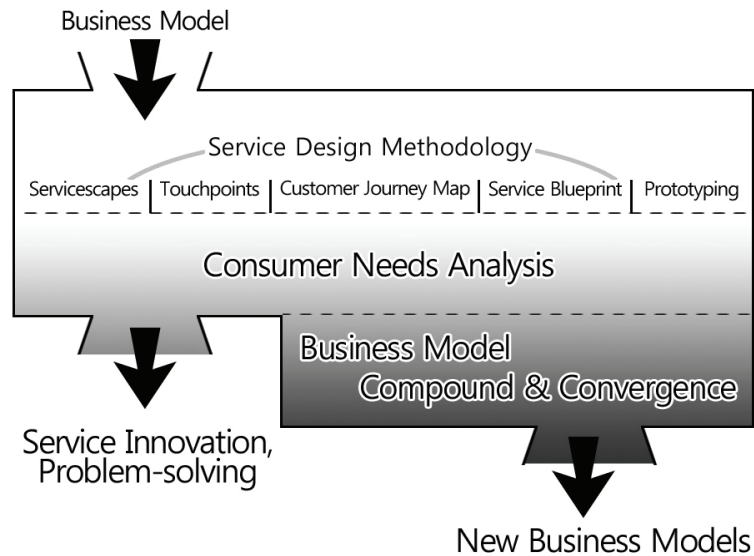 Business Model
Service Design Methodology
Servicescapes Touchpoints Customer Journey Map Service Blueprint Prototyping
Consumer Needs Analysis
Business Model
Compound & Convergence
Service Innovation,
Problem-solving
New Business Models